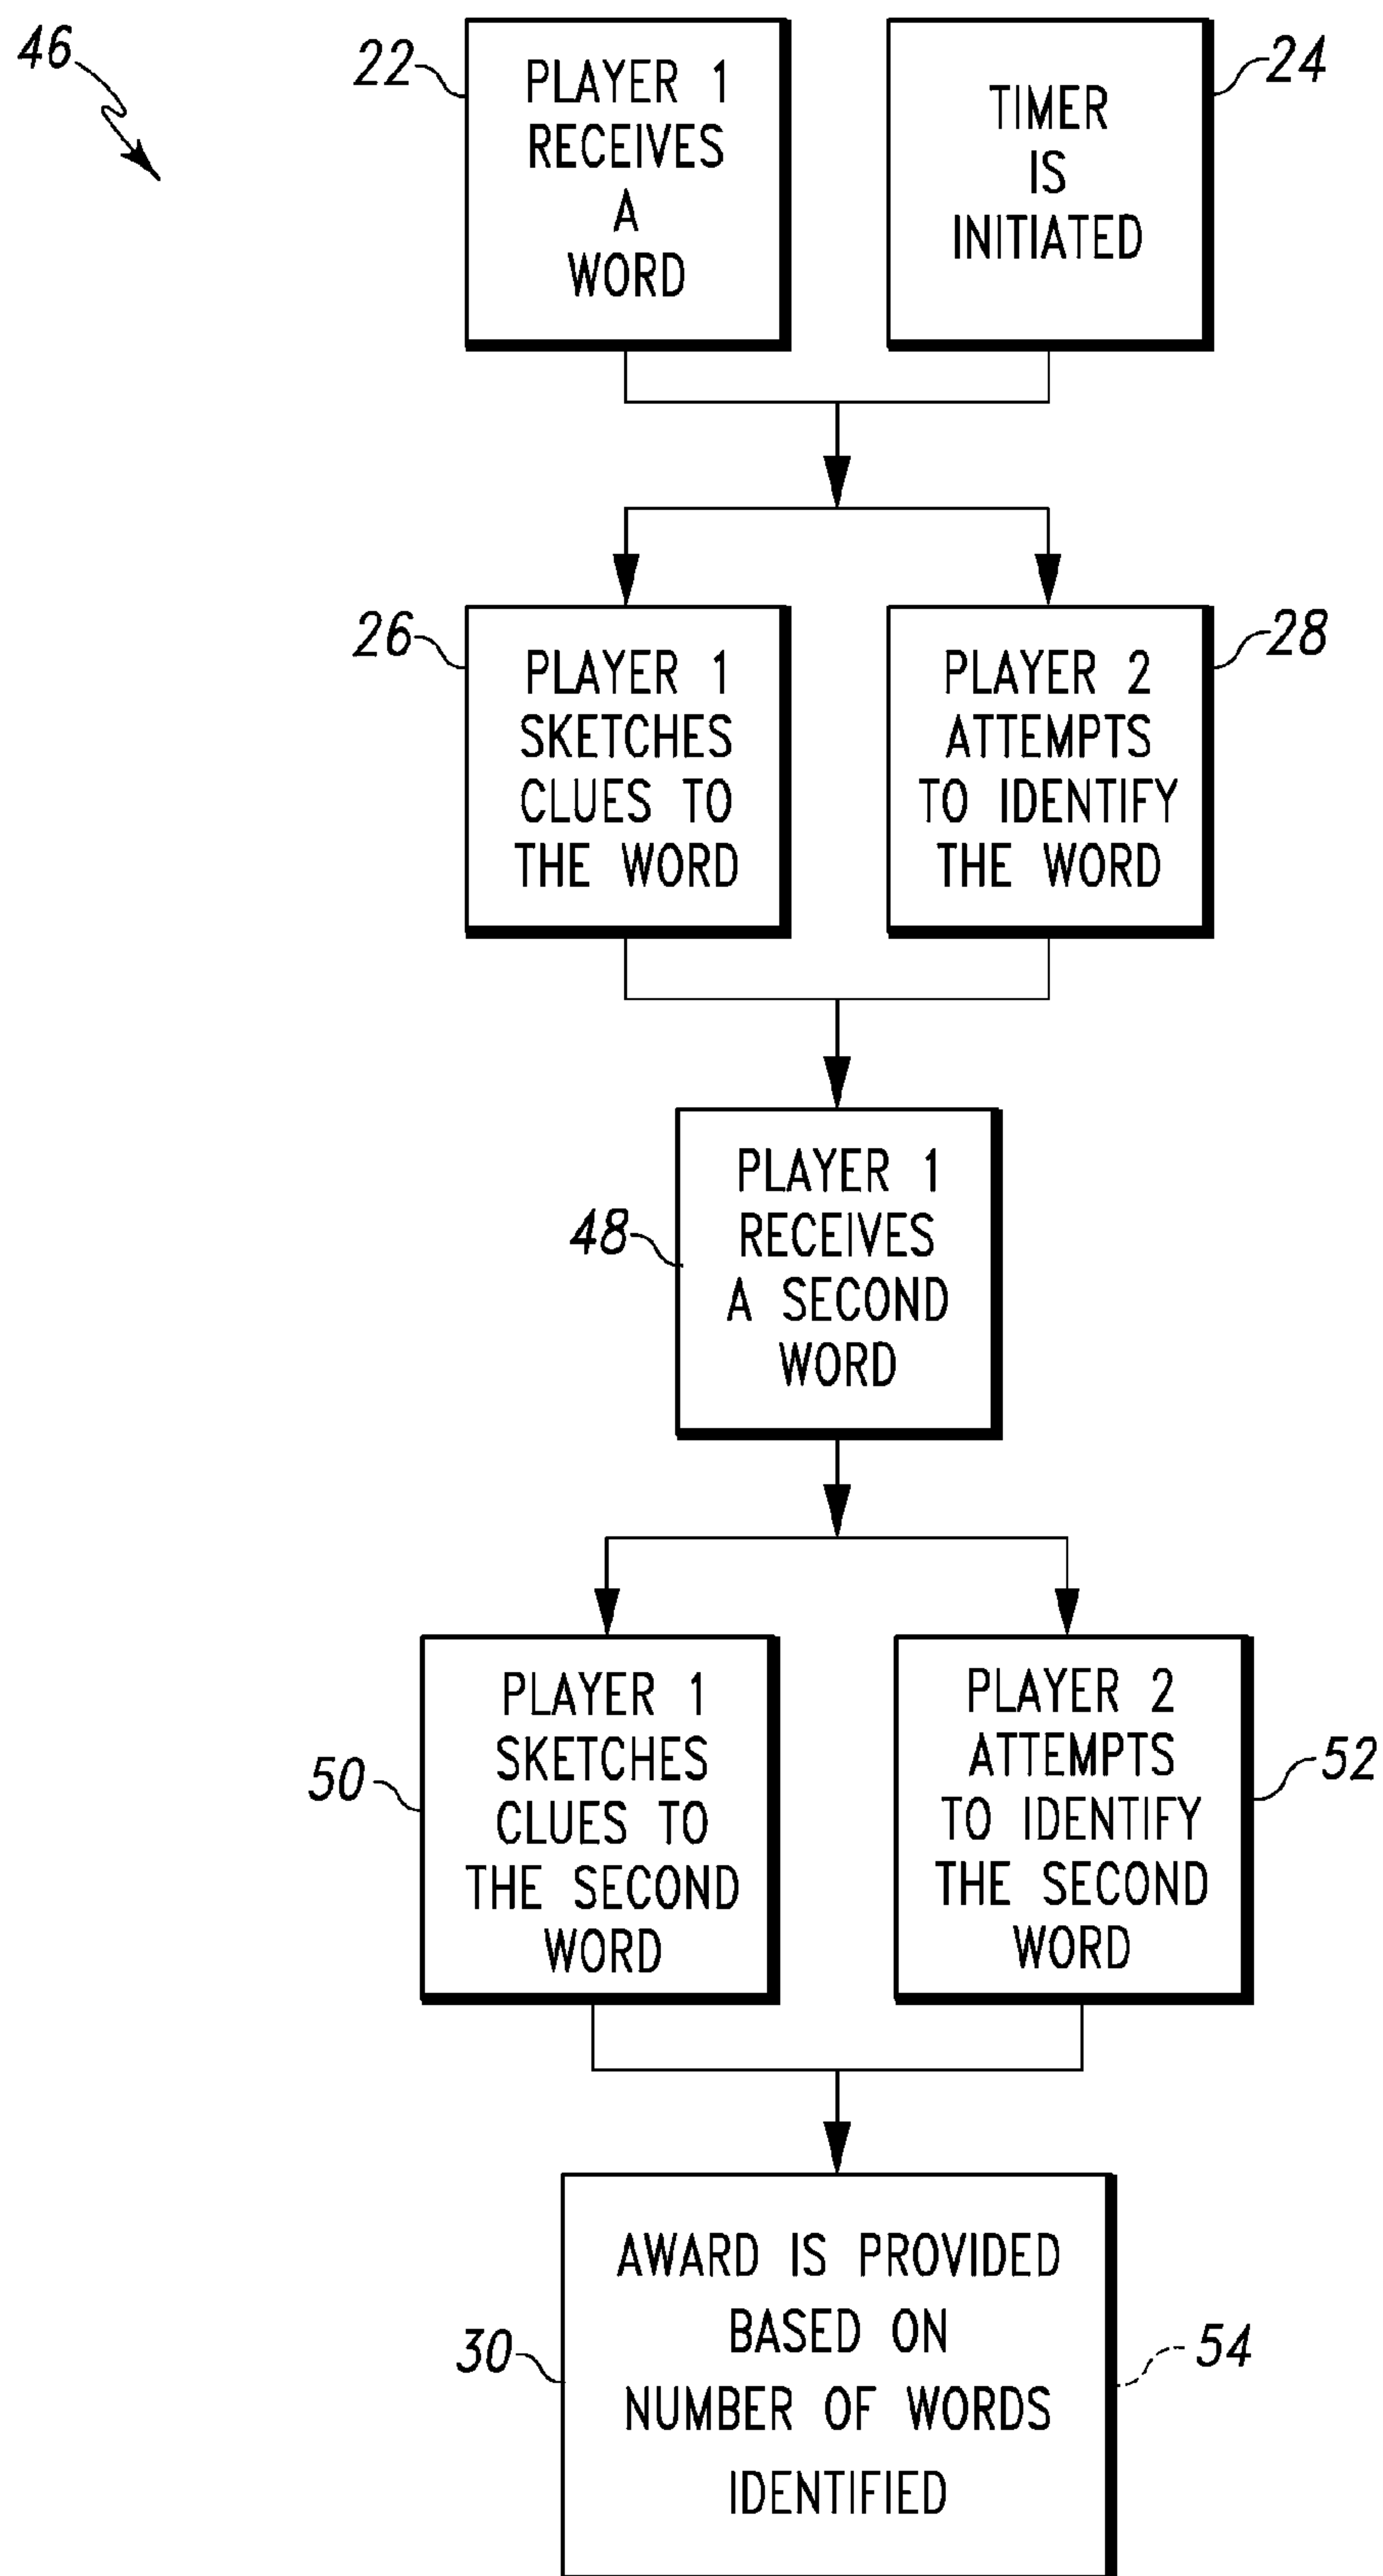 46
22
PLAYER 1
RECEIVES
A
WORD
TIMER
IS
INITIATED
24
26
PLAYER 1
SKETCHES
CLUES TO
THE WORD
PLAYER 2
ATTEMPTS
TO IDENTIFY
THE WORD
28
48
PLAYER 1
RECEIVES
A SECOND
WORD
50
PLAYER 1
SKETCHES
CLUES TO
THE SECOND
WORD
PLAYER 2
ATTEMPTS
TO IDENTIFY
THE SECOND
WORD
52
30
AWARD IS PROVIDED
BASED ON
NUMBER OF WORDS
IDENTIFIED
54